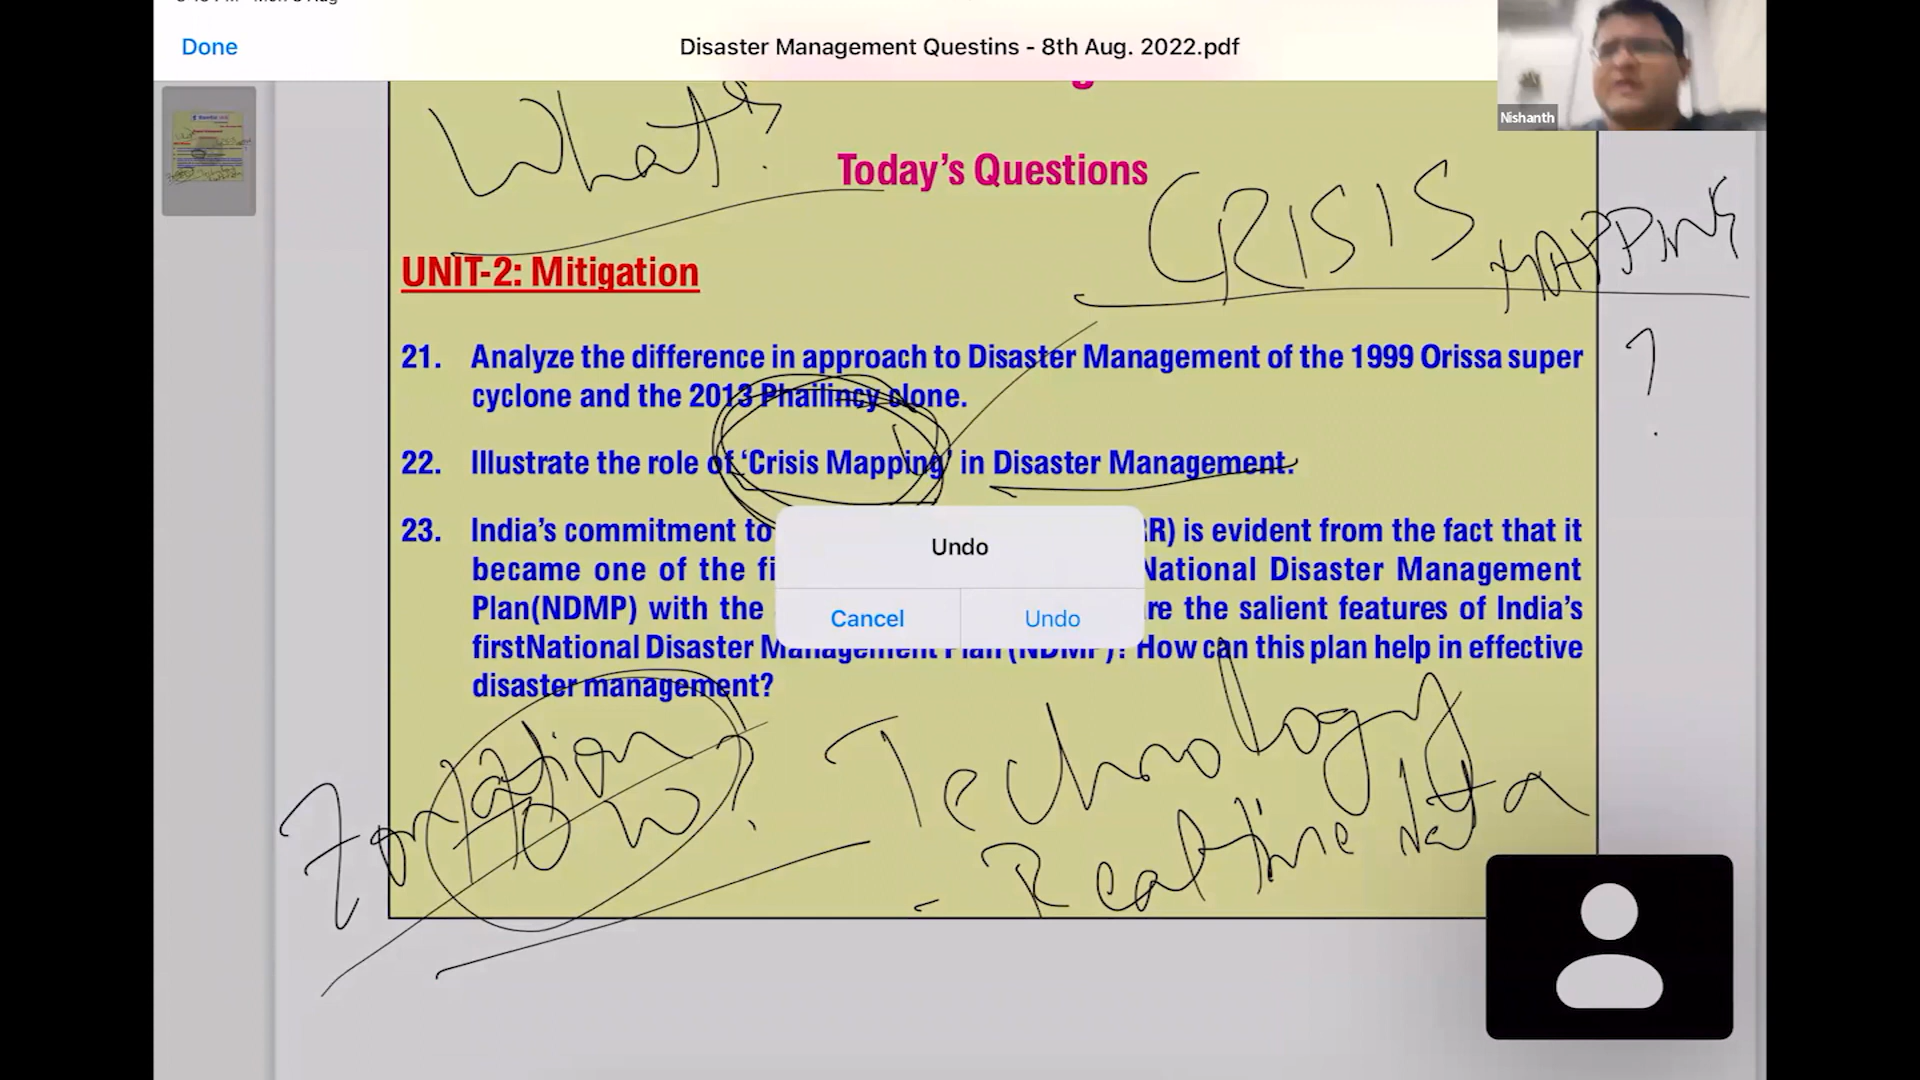 Done
Disaster Management Questins - 8th Aug. 2022.pdf
Nishanth
What?
Today's Questions
CRISIS
MAPPING
?
UNIT-2: Mitigation
21. Analyze the difference in approach to Disaster Management of the 1999 Orissa super
cyclone and the 2013 Phailincy clone.
22. Illustrate the role of 'Crisis Mapping' in Disaster Management.
23. India's commitment to R) is evident from the fact that it
became one of the fi National Disaster Management
Plan(NDMP) with the re the salient features of India's
firstNational Disaster Management Plan (NDMP)? How can this plan help in effective
disaster management?
Undo
Cancel Undo
How?
Technology
- Real time data